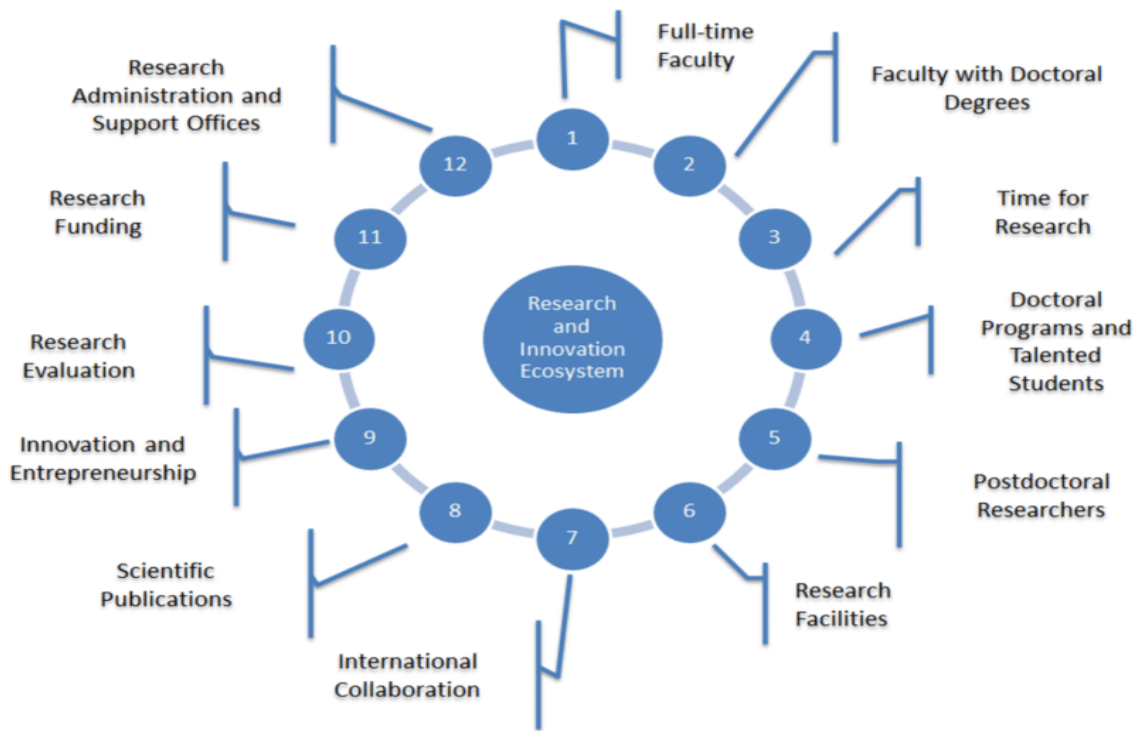 1
Full-time
Faculty
2
Faculty with Doctoral
Degrees
3
Time for
Research
4
Doctoral
Programs and
Talented
Students
5
Postdoctoral
Researchers
6
Research
Facilities
7
International
Collaboration
8
Scientific
Publications
9
Innovation and
Entrepreneurship
10
Research
Evaluation
11
Research
Funding
12
Research
Administration and
Support Offices
Research
and
Innovation
Ecosystem